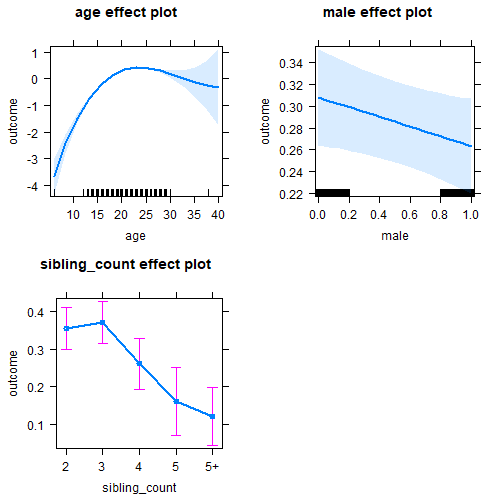 age effect plot
outcome
1
0
-1
-2
-3
-4
10 15 20 25 30 35 40
age
male effect plot
outcome
0.34
0.32
0.30
0.28
0.26
0.24
0.22
0.0 0.2 0.4 0.6 0.8 1.0
male
sibling_count effect plot
outcome
0.4
0.3
0.2
0.1
2 3 4 5 5+
sibling_count